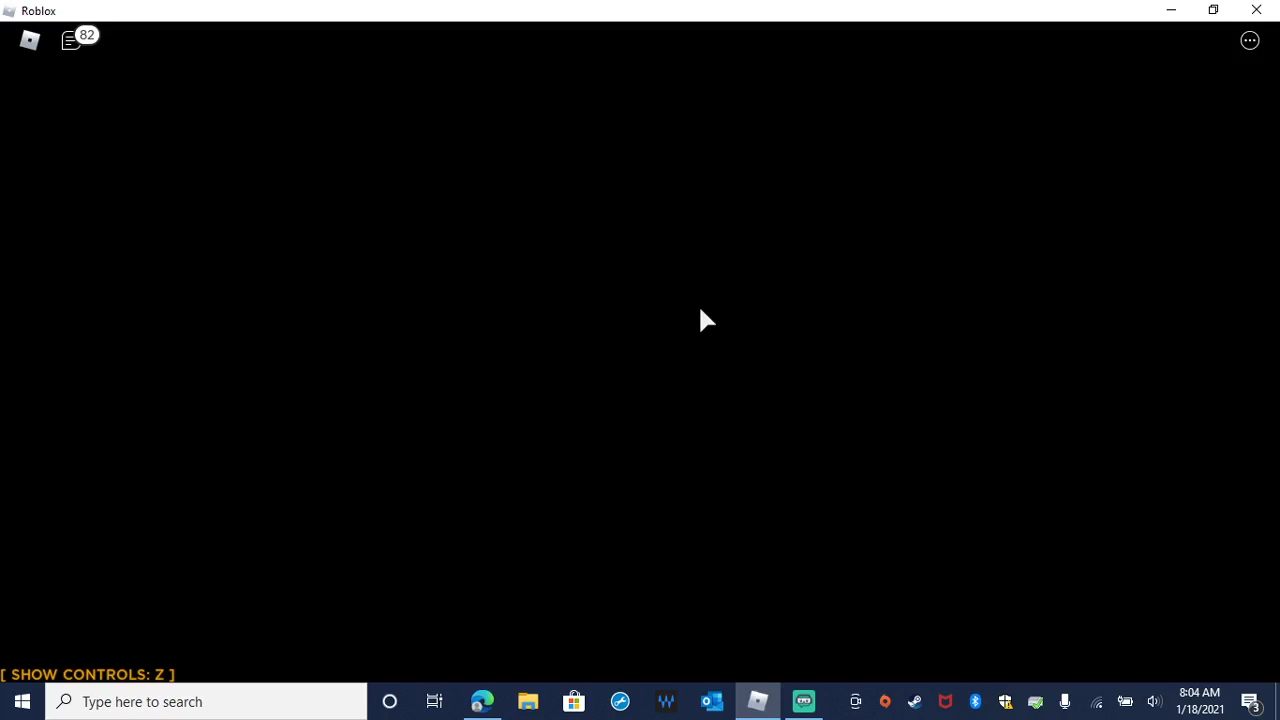 Roblox
82
[ SHOW CONTROLS: Z ]
Type here to search
8:04 AM
1/18/2021
3